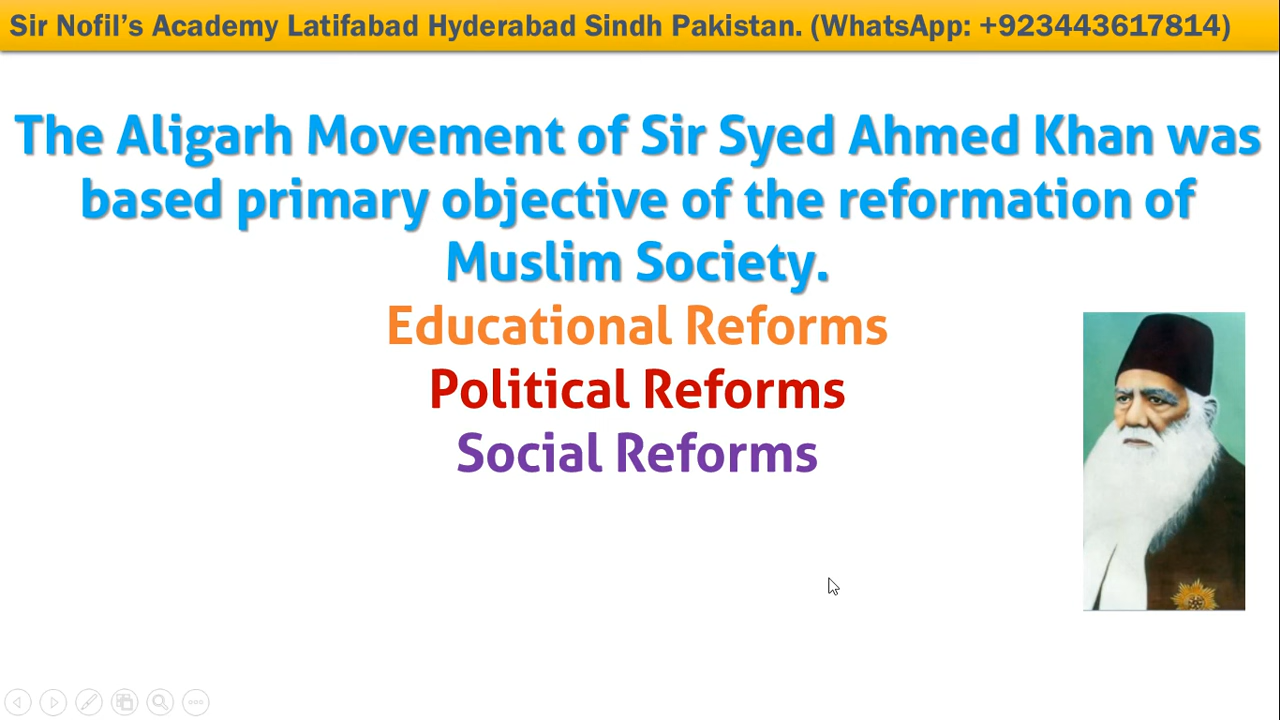 Sir Nofil’s Academy Latifabad Hyderabad Sindh Pakistan. (WhatsApp: +923443617814)
The Aligarh Movement of Sir Syed Ahmed Khan was
based primary objective of the reformation of
Muslim Society.
Educational Reforms
Political Reforms
Social Reforms